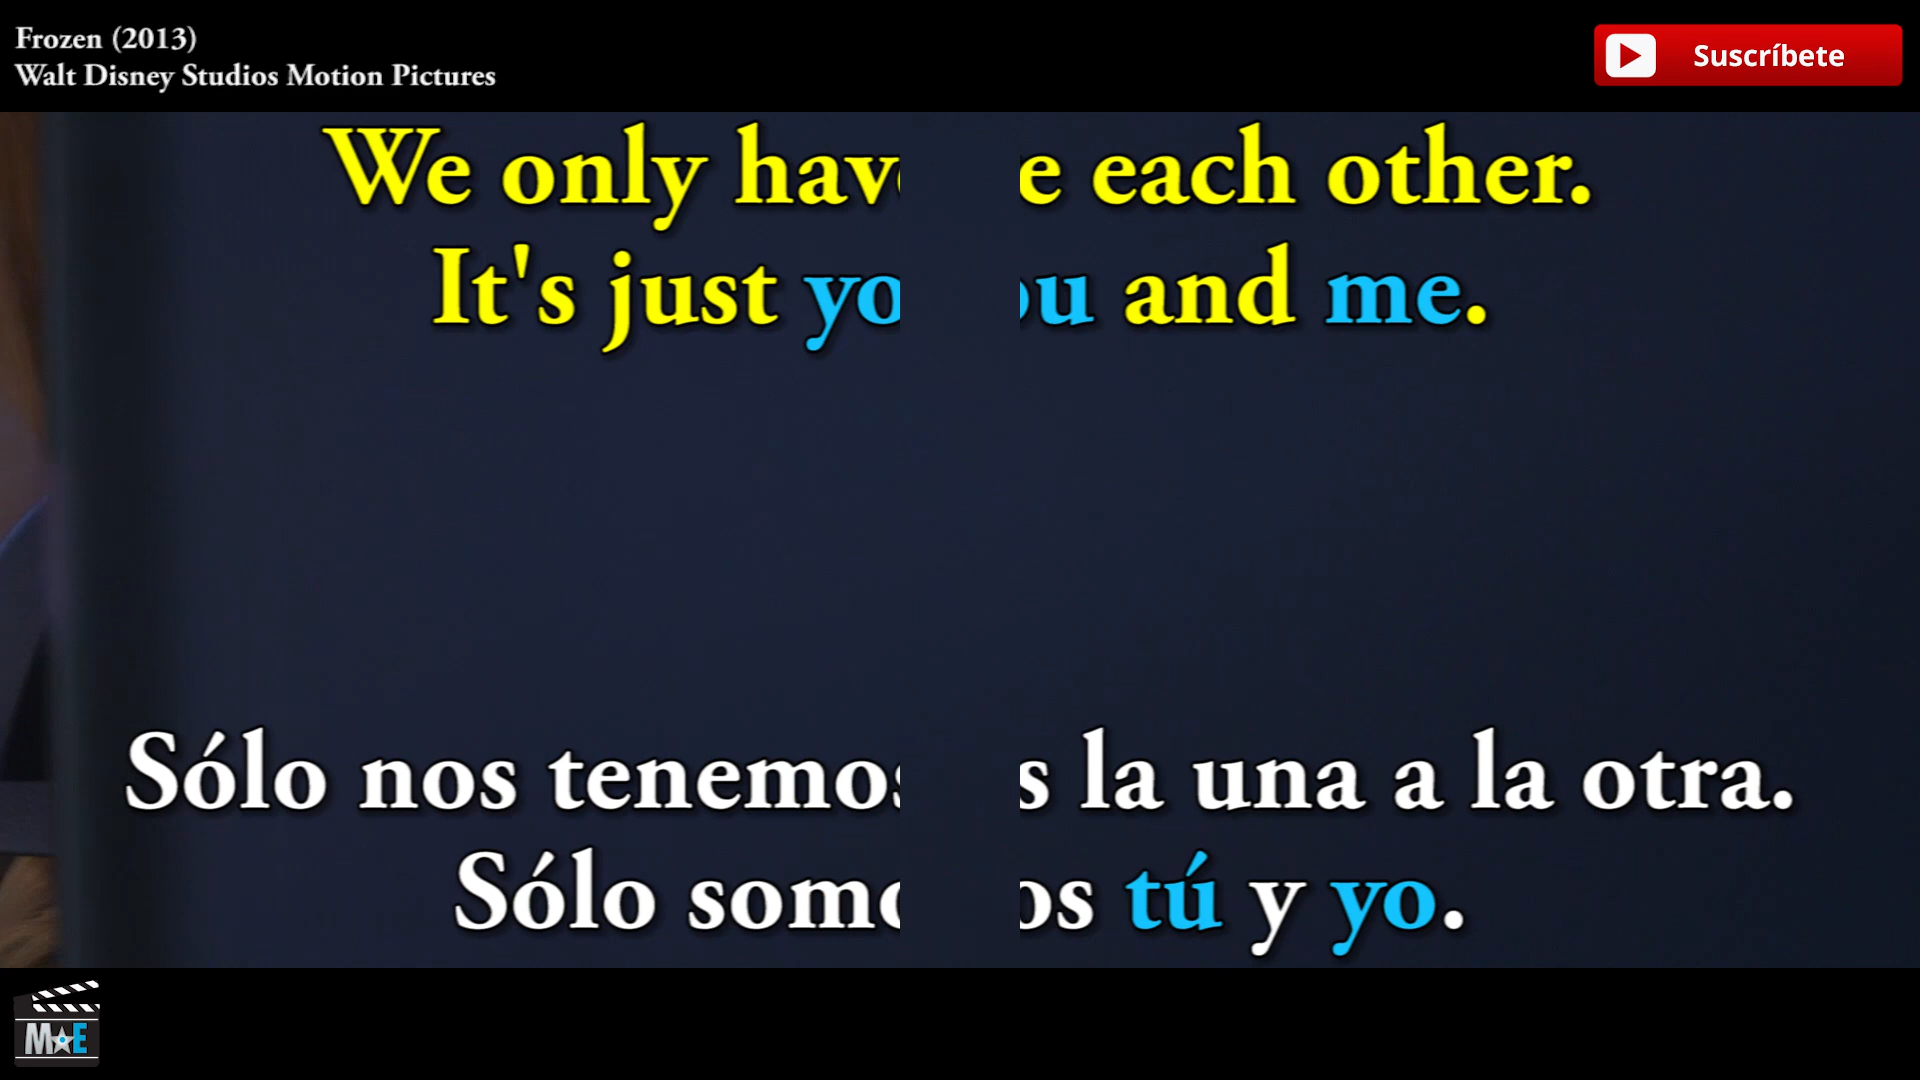 Frozen (2013)
Walt Disney Studios Motion Pictures
Suscríbete
We only have each other.
It's just you and me.
Sólo nos tenemos la una a la otra.
Sólo somos tú y yo.
M E